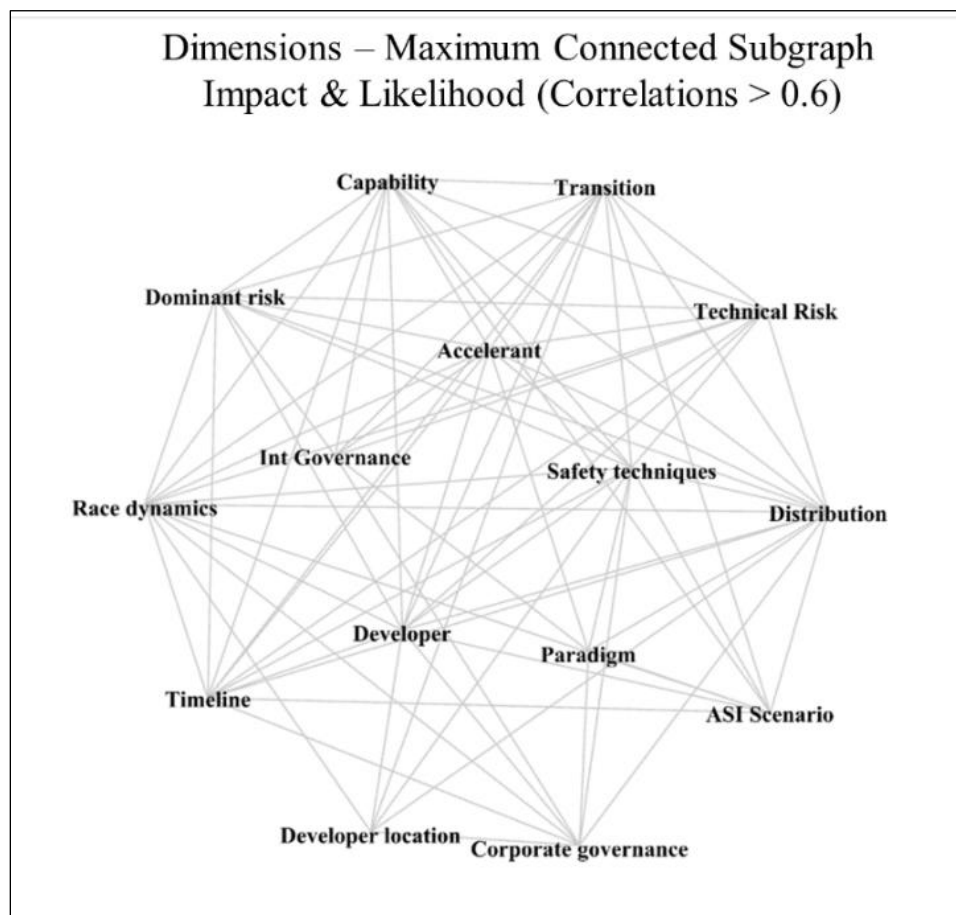 Dimensions – Maximum Connected Subgraph
Impact & Likelihood (Correlations > 0.6)
Capability
Transition
Dominant risk
Technical Risk
Accelerant
Int Governance
Safety techniques
Race dynamics
Distribution
Developer
Paradigm
Timeline
ASI Scenario
Developer location
Corporate governance